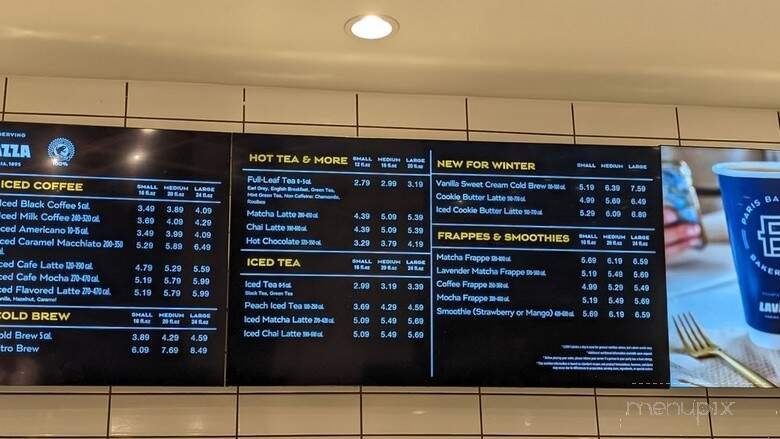 SERVING
AZZA
100%
ICED COFFEE SMALL 16 fl.oz MEDIUM 20 fl.oz LARGE 24 fl.oz
Iced Black Coffee 5 cal. 3.49 3.89 4.09
Iced Milk Coffee 240-320 cal. 3.69 4.09 4.29
Iced Americano 10-15 cal. 3.49 3.99 4.09
Iced Caramel Macchiato 200-350 5.29 5.89 6.49
cal.
Iced Cafe Latte 120-190 cal. 4.79 5.29 5.59
Iced Cafe Mocha 270-470 cal. 5.19 5.79 5.99
Iced Flavored Latte 270-470 cal. 5.19 5.79 5.99
Vanilla, Hazelnut, Caramel
COLD BREW SMALL 16 fl.oz MEDIUM 20 fl.oz LARGE 24 fl.oz
Cold Brew 5 cal. 3.89 4.29 4.59
tro Brew 6.09 7.69 8.49
HOT TEA & MORE SMALL 12 fl.oz MEDIUM 16 fl.oz LARGE 20 fl.oz
Full-Leaf Tea 0-5 cal. 2.79 2.99 3.19
Earl Grey, English Breakfast, Green Tea,
Mint Green Tea. Non Caffeine: Chamomile,
Rooibos
Matcha Latte 4.39 5.09 5.39
Chai Latte 4.39 5.09 5.39
Hot Chocolate 3.29 3.79 4.19
ICED TEA SMALL 16 fl.oz MEDIUM 20 fl.oz LARGE 24 fl.oz
Iced Tea 2.99 3.19 3.39
Black Tea, Green Tea
Peach Iced Tea 3.69 4.29 4.59
Iced Matcha Latte 5.09 5.49 5.69
Iced Chai Latte 5.09 5.49 5.69
NEW FOR WINTER SMALL MEDIUM LARGE
Vanilla Sweet Cream Cold Brew 5.19 6.39 7.59
Cookie Butter Latte 4.99 5.69 6.49
Iced Cookie Butter Latte 5.29 6.09 6.89
FRAPPES & SMOOTHIES SMALL 16 fl.oz MEDIUM 20 fl.oz LARGE 24 fl.oz
Matcha Frappe 5.69 6.19 6.59
Lavender Matcha Frappe 5.19 5.49 5.69
Coffee Frappe 4.99 5.29 5.49
Mocha Frappe 5.19 5.49 5.69
Smoothie (Strawberry or Mango) 5.69 6.19 6.59
PARIS BA
BAKER
LAV
menupix